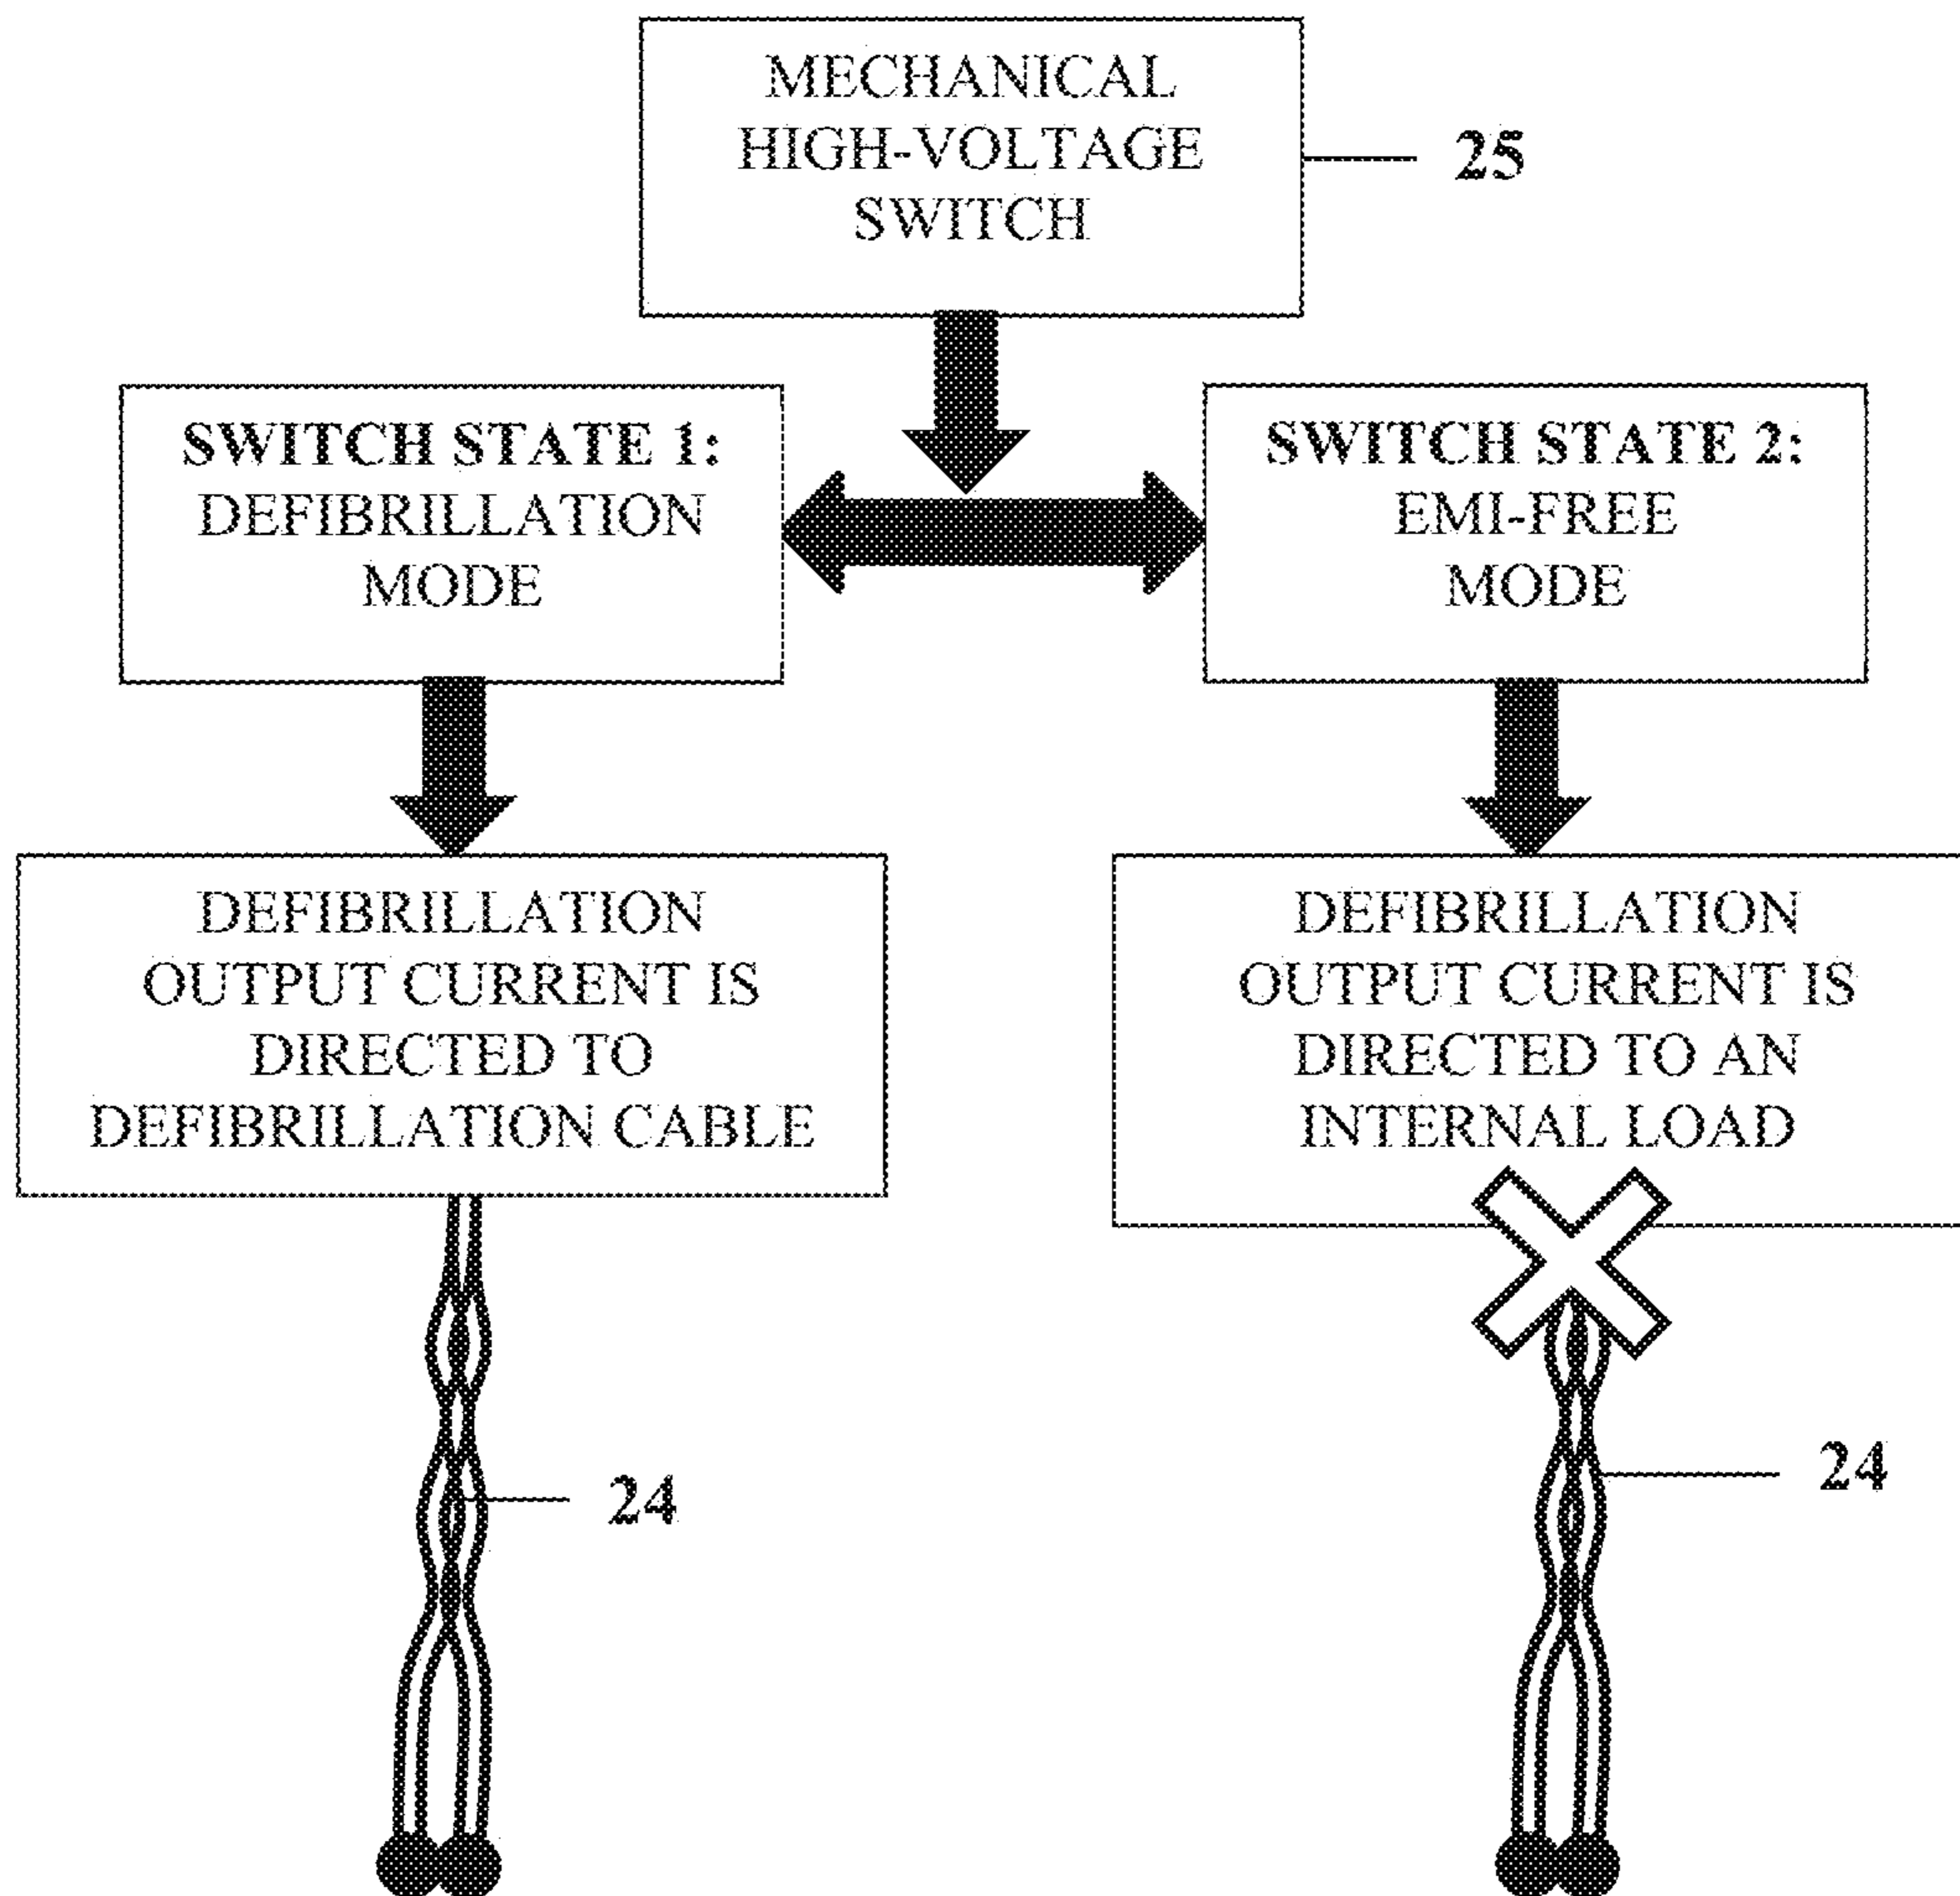 MECHANICAL
HIGH-VOLTAGE
SWITCH
25
SWITCH STATE 1:
DEFIBRILLATION
MODE
SWITCH STATE 2:
EMI-FREE
MODE
DEFIBRILLATION
OUTPUT CURRENT IS
DIRECTED TO
DEFIBRILLATION CABLE
DEFIBRILLATION
OUTPUT CURRENT IS
DIRECTED TO AN
INTERNAL LOAD
24
24